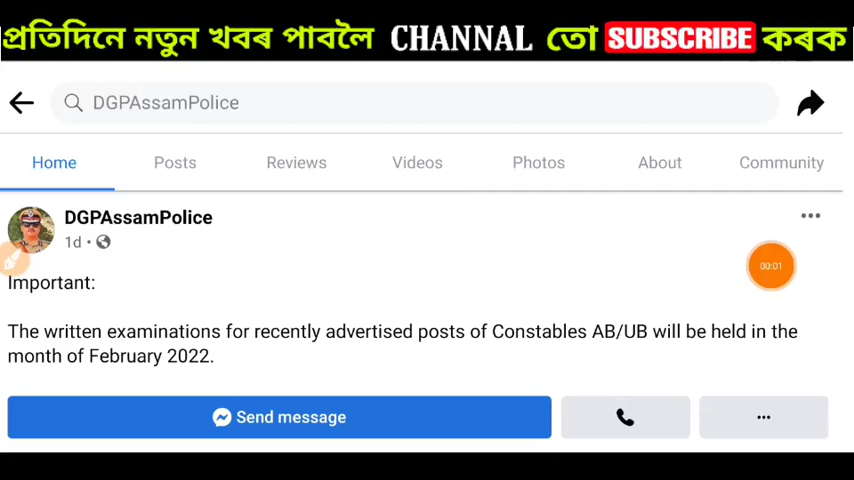 প্ৰতিদিনে নতুন খবৰ পাবলৈ CHANNAL তো SUBSCRIBE কৰক
DGPAssamPolice
Home Posts Reviews Videos Photos About Community
DGPAssamPolice
1d
00:01
Important:
The written examinations for recently advertised posts of Constables AB/UB will be held in the
month of February 2022.
Send message